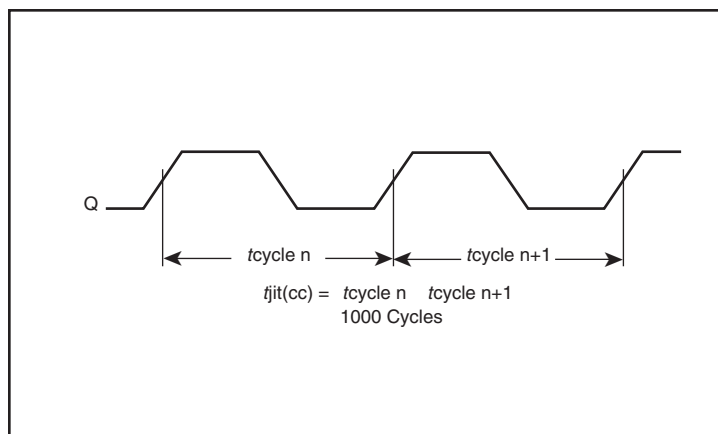 Q
tcycle n
tcycle n+1
tjit(cc) = tcycle n tcycle n+1
1000 Cycles